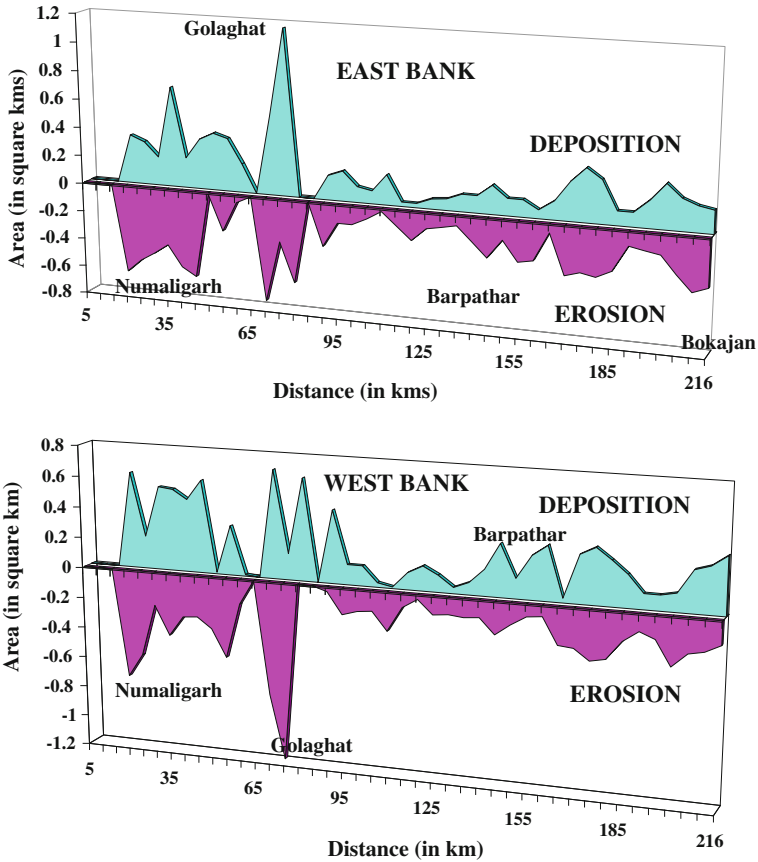 1.2
Golaghat
1
EAST BANK
0.8
0.6
DEPOSITION
0.4
0.2
0
-0.2
-0.4
-0.6
-0.8
Area (in square kms)
Numaligarh
Barpathar
EROSION
Bokajan
5
35
65
95
125
155
185
216
Distance (in kms)
0.8
WEST BANK
0.6
DEPOSITION
0.4
Barpathar
0.2
0
-0.2
-0.4
-0.6
-0.8
-1
-1.2
Area (in square km)
Numaligarh
EROSION
Golaghat
5
35
65
95
125
155
185
216
Distance (in km)